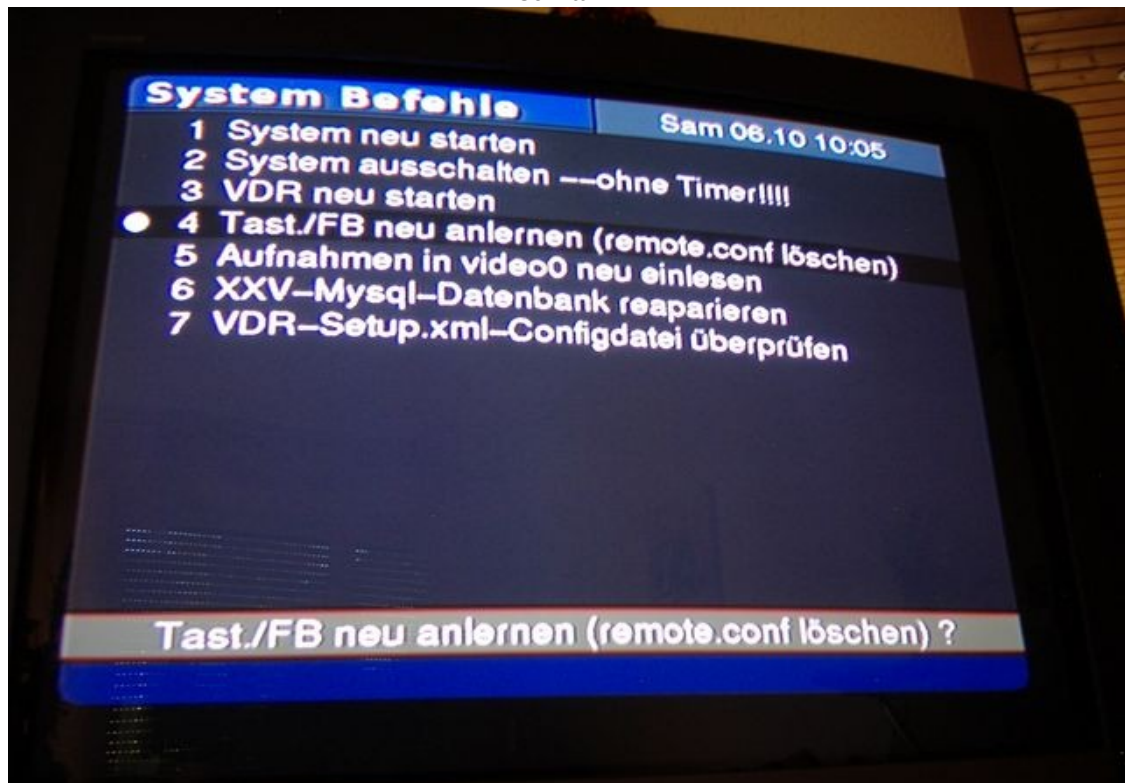 System Befehle
Sam 06.10 10:05
1 System neu starten
2 System ausschalten --ohne Timer!!!!
3 VDR neu starten
4 Tast./FB neu anlernen (remote.conf löschen)
5 Aufnahmen in video0 neu einlesen
6 XXV-Mysql-Datenbank reaparieren
7 VDR-Setup.xml-Configdatei überprüfen
Tast./FB neu anlernen (remote.conf löschen) ?